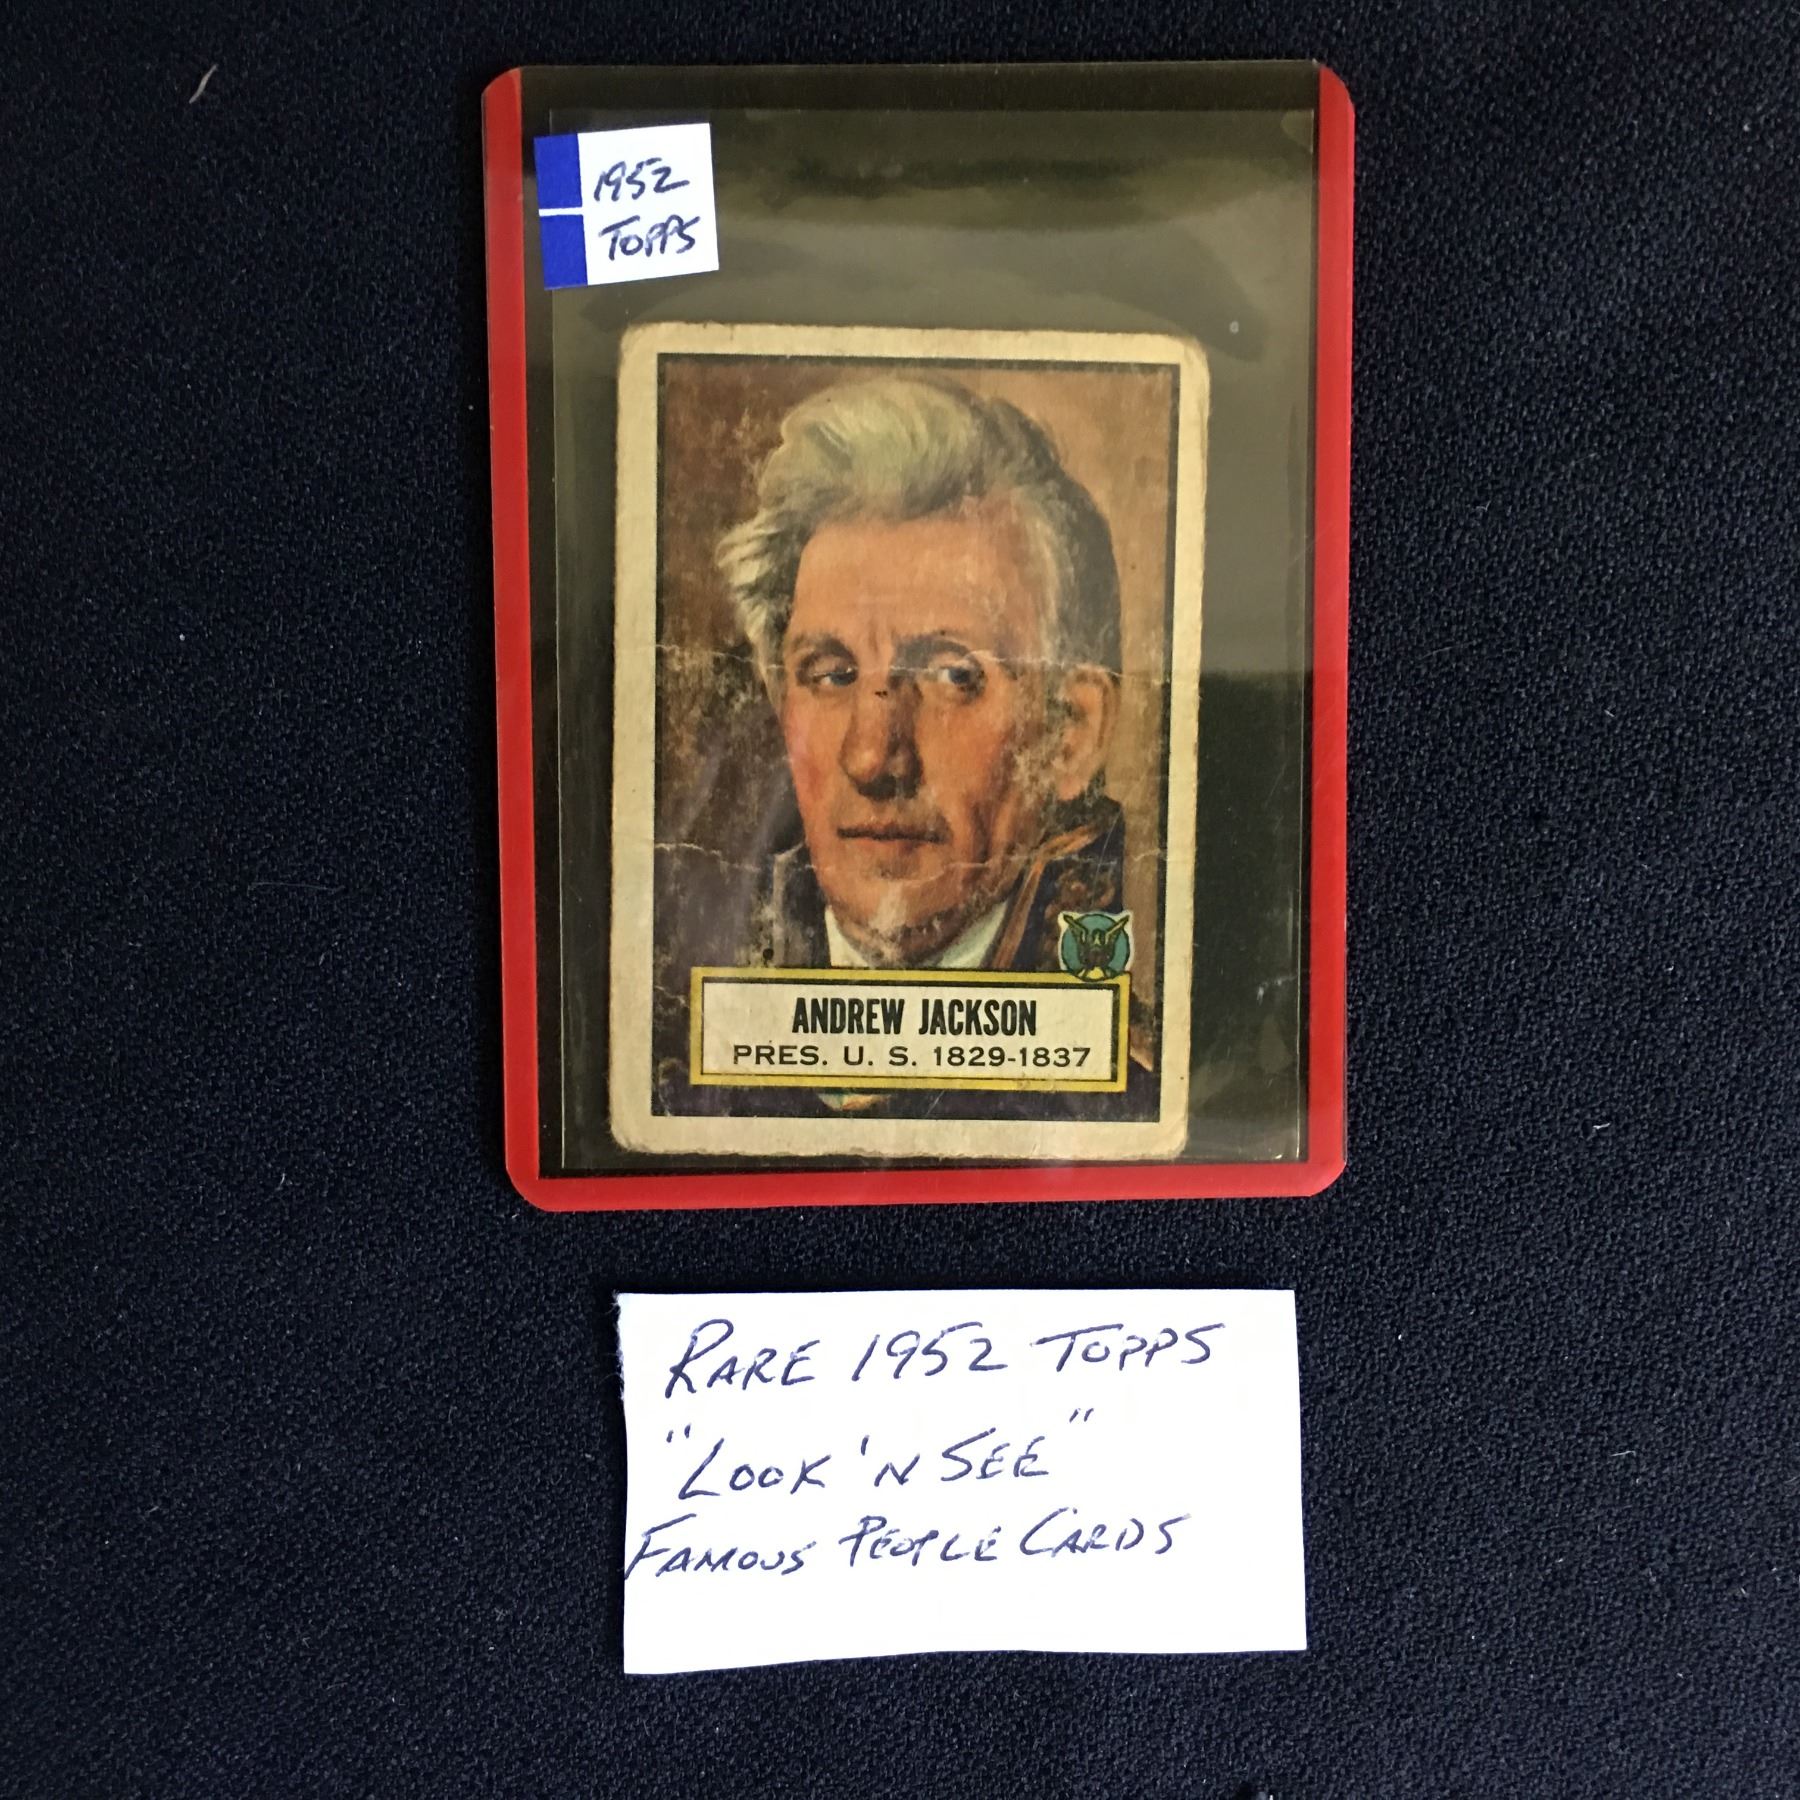 1952
TOPPS
ANDREW JACKSON
PRES. U. S. 1829-1837
RARE 1952 TOPPS
"LOOK 'N SEE"
FAMOUS PEOPLE CARDS